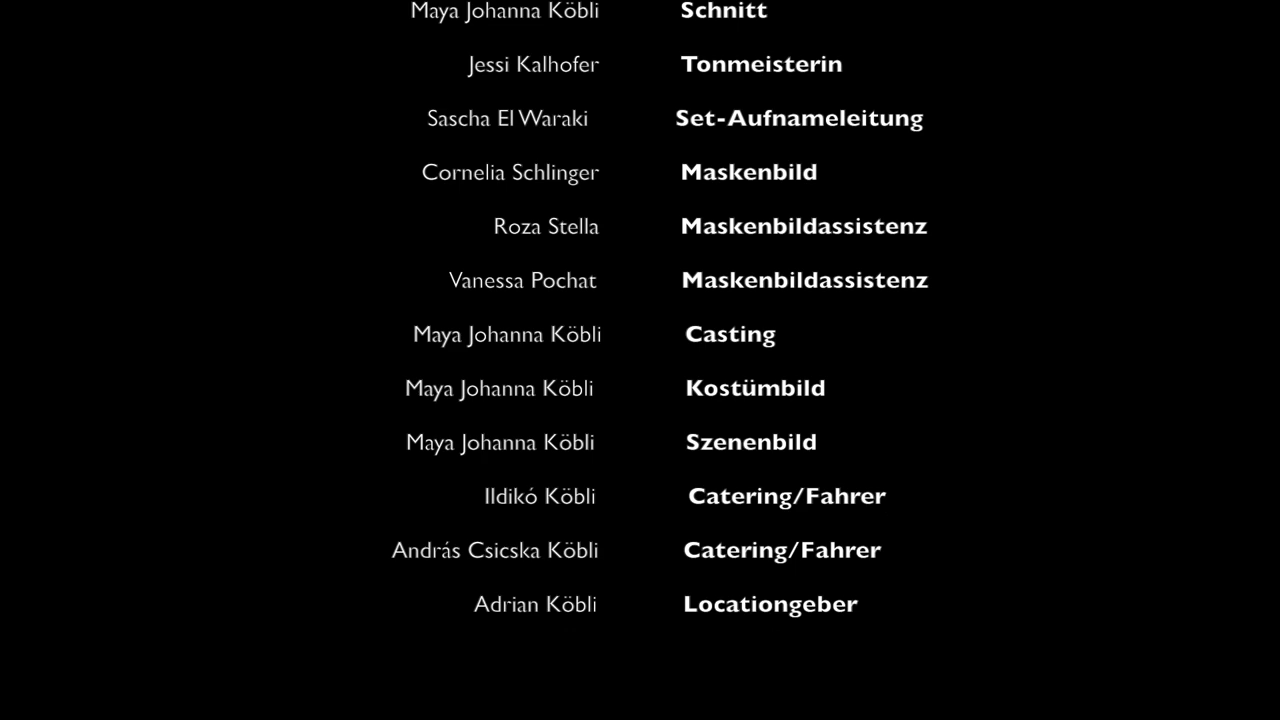 Maya Johanna Köbli Schnitt
Jessi Kalhofer Tonmeisterin
Sascha El Waraki Set-Aufnameleitung
Cornelia Schlinger Maskenbild
Roza Stella Maskenbildassistenz
Vanessa Pochat Maskenbildassistenz
Maya Johanna Köbli Casting
Maya Johanna Köbli Kostümbild
Maya Johanna Köbli Szenenbild
Ildikó Köbli Catering/Fahrer
András Csicska Köbli Catering/Fahrer
Adrian Köbli Locationgeber